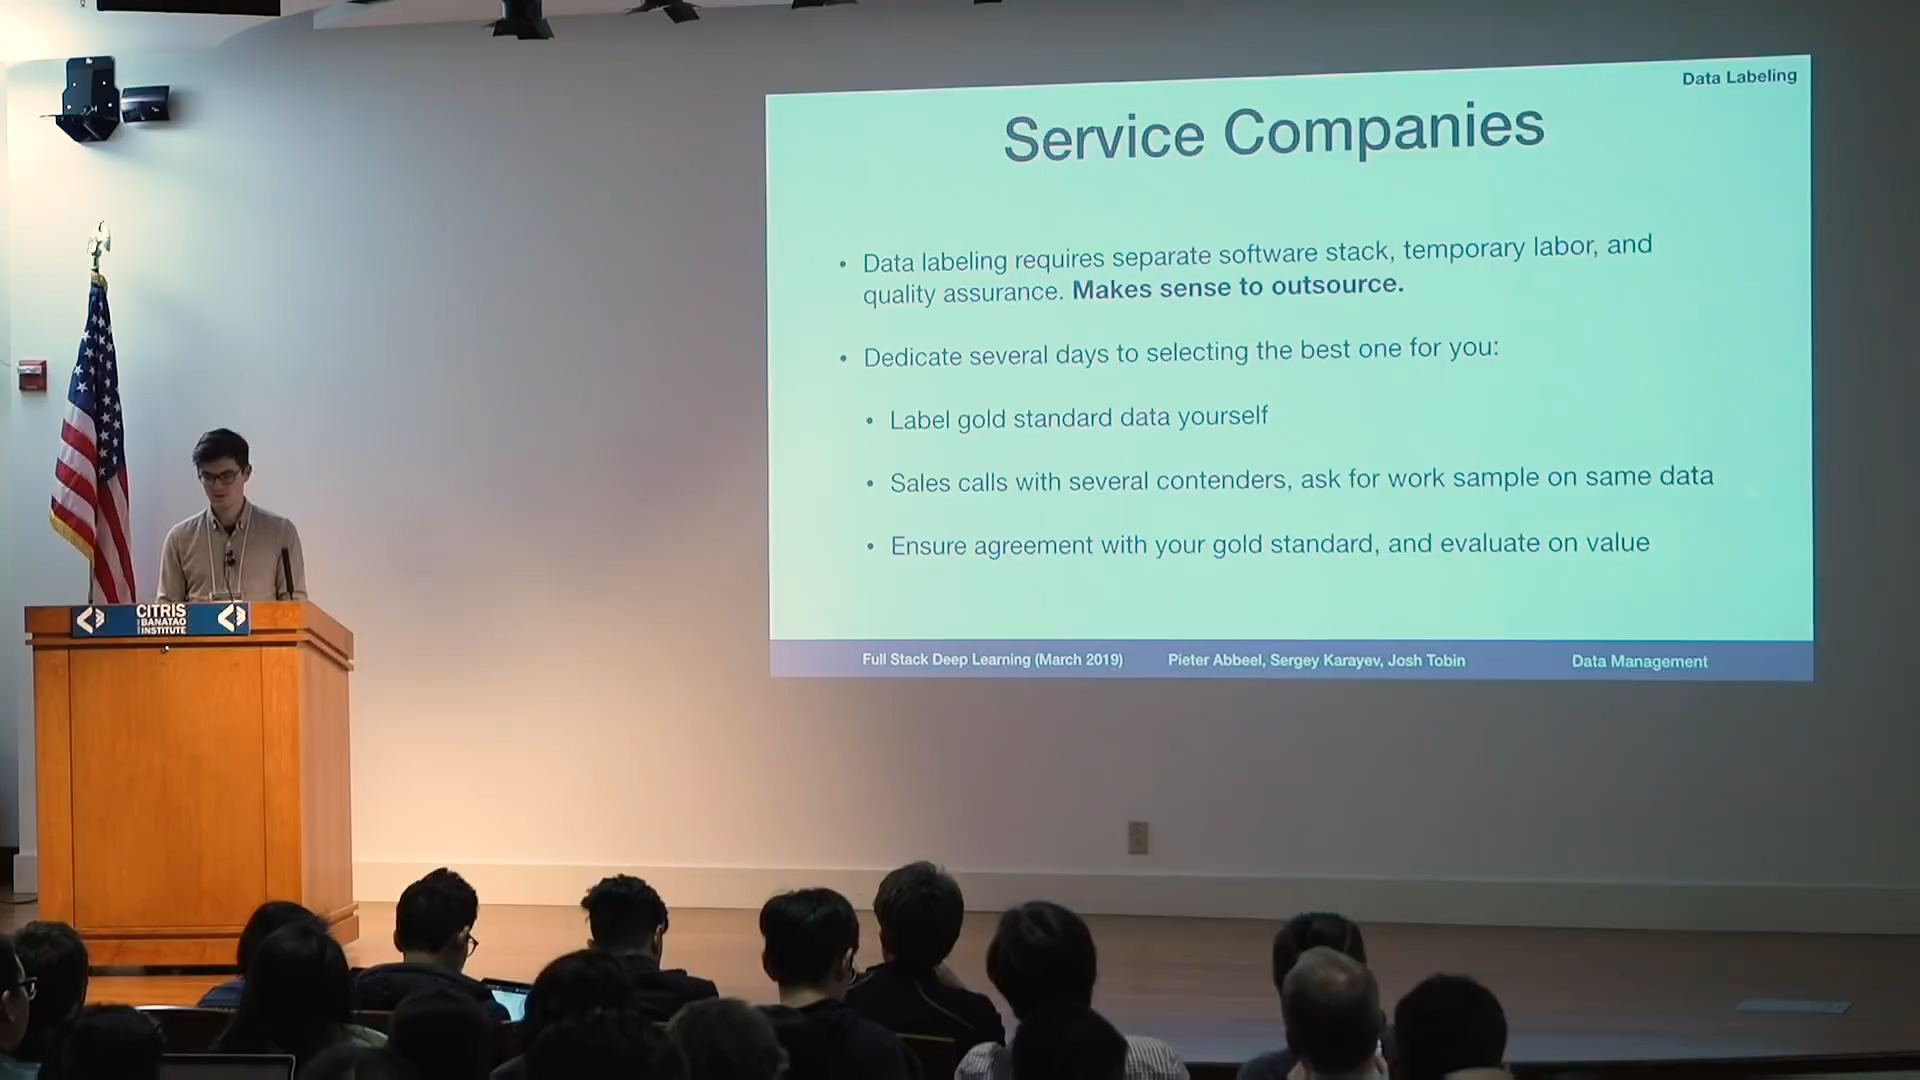 Data Labeling
Service Companies
• Data labeling requires separate software stack, temporary labor, and
quality assurance. Makes sense to outsource.
• Dedicate several days to selecting the best one for you:
• Label gold standard data yourself
• Sales calls with several contenders, ask for work sample on same data
• Ensure agreement with your gold standard, and evaluate on value
Full Stack Deep Learning (March 2019) Pieter Abbeel, Sergey Karayev, Josh Tobin Data Management
CITRIS
BANATAO
INSTITUTE